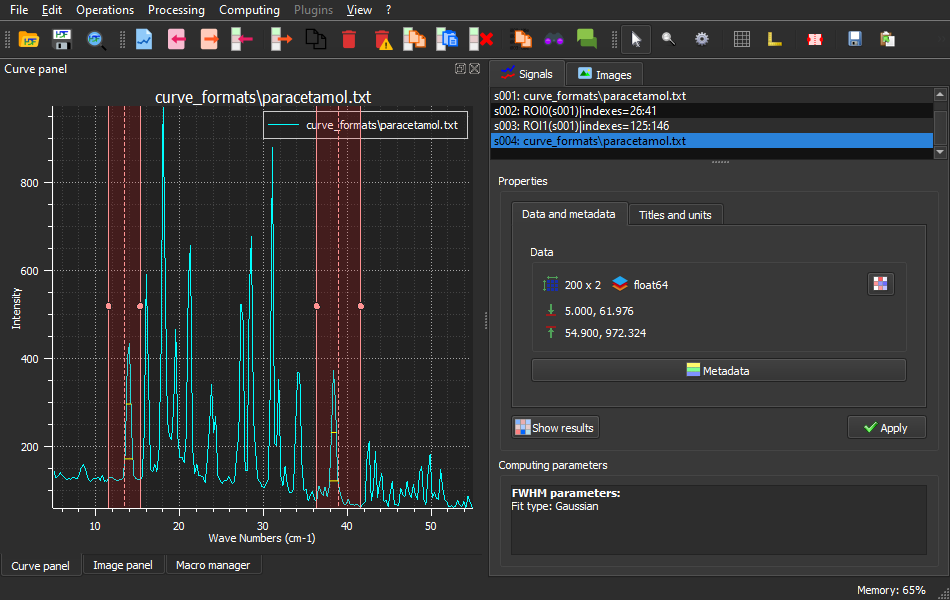 File Edit Operations Processing Computing Plugins View ?
Curve panel
curve_formats\paracetamol.txt
curve_formats\paracetamol.txt
800
600
400
200
Intensity
10 20 30 40 50
Wave Numbers (cm-1)
Curve panel Image panel Macro manager
Signals Images
s001: curve_formats\paracetamol.txt
s002: ROI0(s001)|indexes=26:41
s003: ROI1(s001)|indexes=125:146
s004: curve_formats\paracetamol.txt
Properties
Data and metadata Titles and units
Data
200 x 2 float64
5.000, 61.976
54.900, 972.324
Metadata
Show results Apply
Computing parameters
FWHM parameters:
Fit type: Gaussian
Memory: 65%